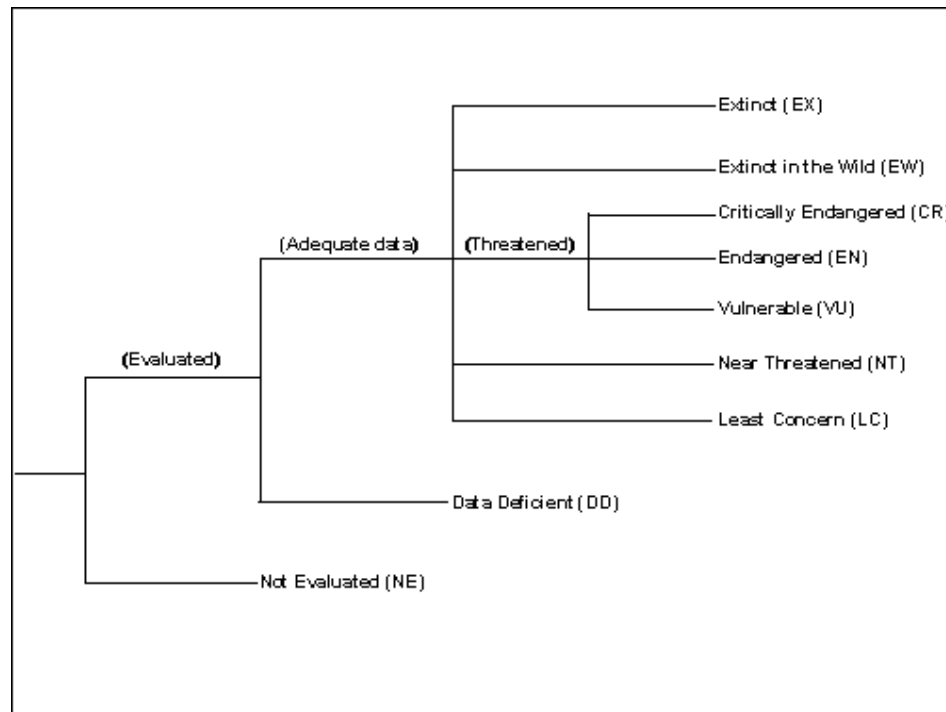 Extinct (EX)
Extinct in the Wild (EW)
Critically Endangered (CR)
(Adequate data)
(Threatened)
Endangered (EN)
Vulnerable (VU)
(Evaluated)
Near Threatened (NT)
Least Concern (LC)
Data Deficient (DD)
Not Evaluated (NE)